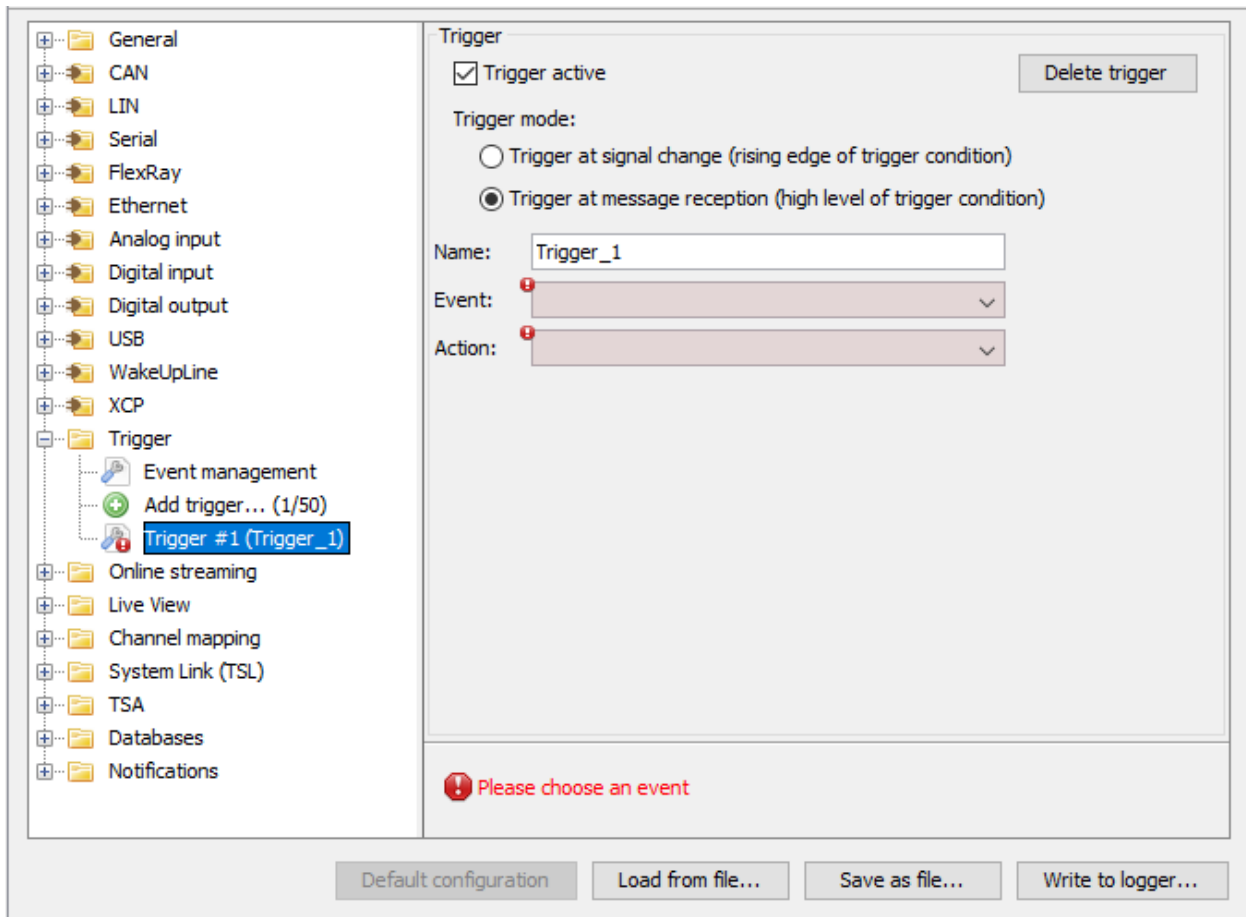 General
CAN
LIN
Serial
FlexRay
Ethernet
Analog input
Digital input
Digital output
USB
WakeUpLine
XCP
Trigger
Event management
Add trigger... (1/50)
Trigger #1 (Trigger_1)
Online streaming
Live View
Channel mapping
System Link (TSL)
TSA
Databases
Notifications
Trigger
Trigger active
Delete trigger
Trigger mode:
Trigger at signal change (rising edge of trigger condition)
Trigger at message reception (high level of trigger condition)
Name: Trigger_1
Event:
Action:
Please choose an event
Default configuration Load from file... Save as file... Write to logger...